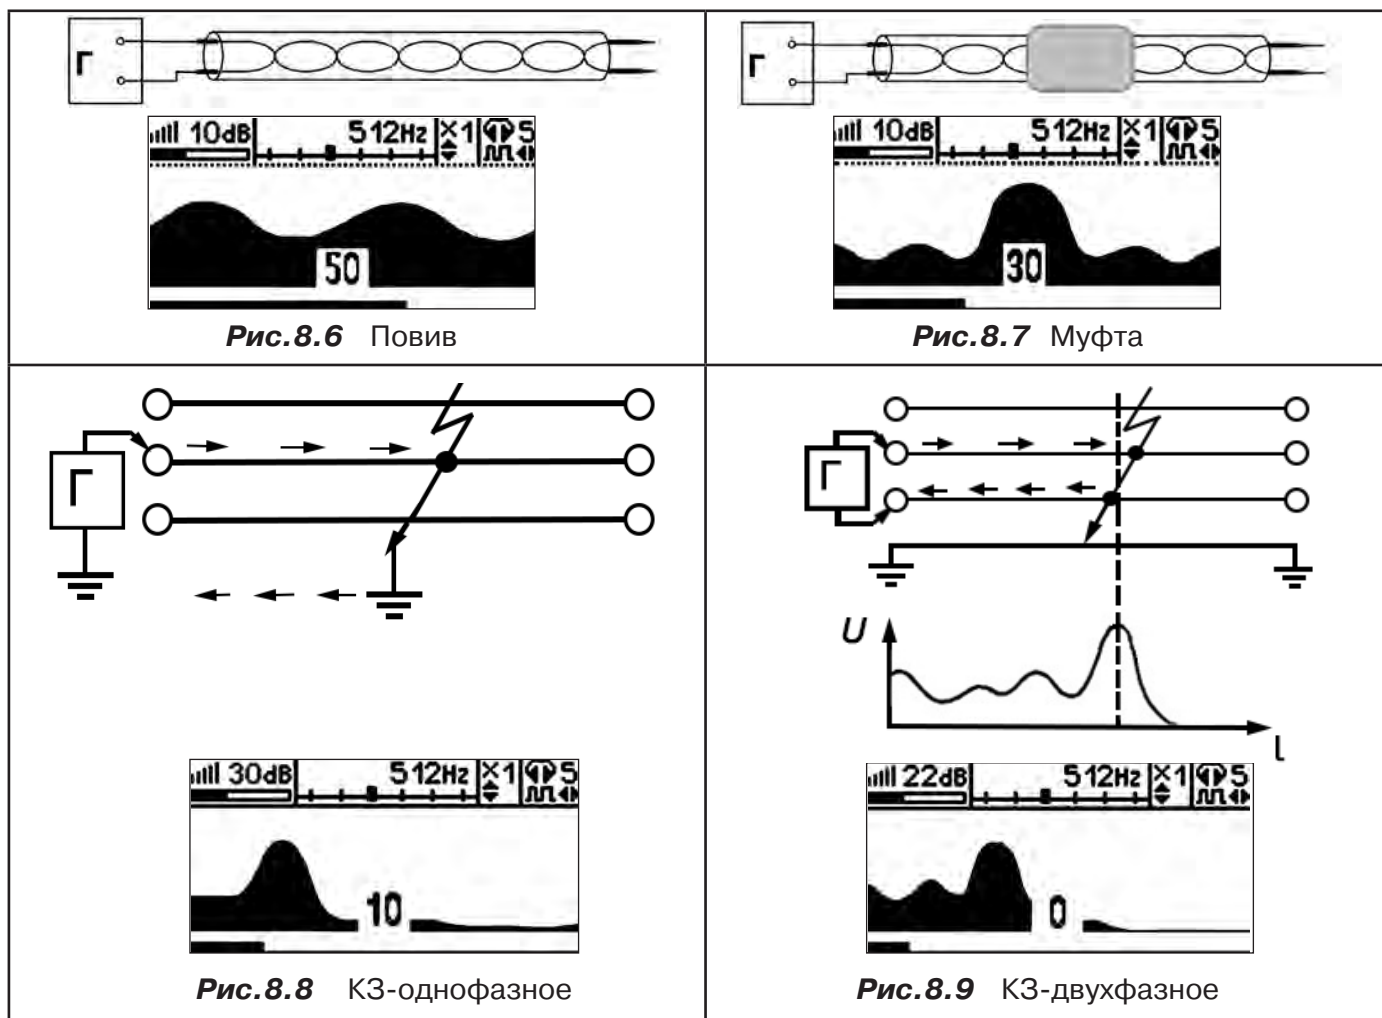 Г
10dB 512Hz ×1 5
50
Рис.8.6 Повив
Г
10dB 512Hz ×1 5
30
Рис.8.7 Муфта
Г
30dB 512Hz ×1 5
10
Рис.8.8 КЗ-однофазное
Г
U
l
22dB 512Hz ×1 5
0
Рис.8.9 КЗ-двухфазное